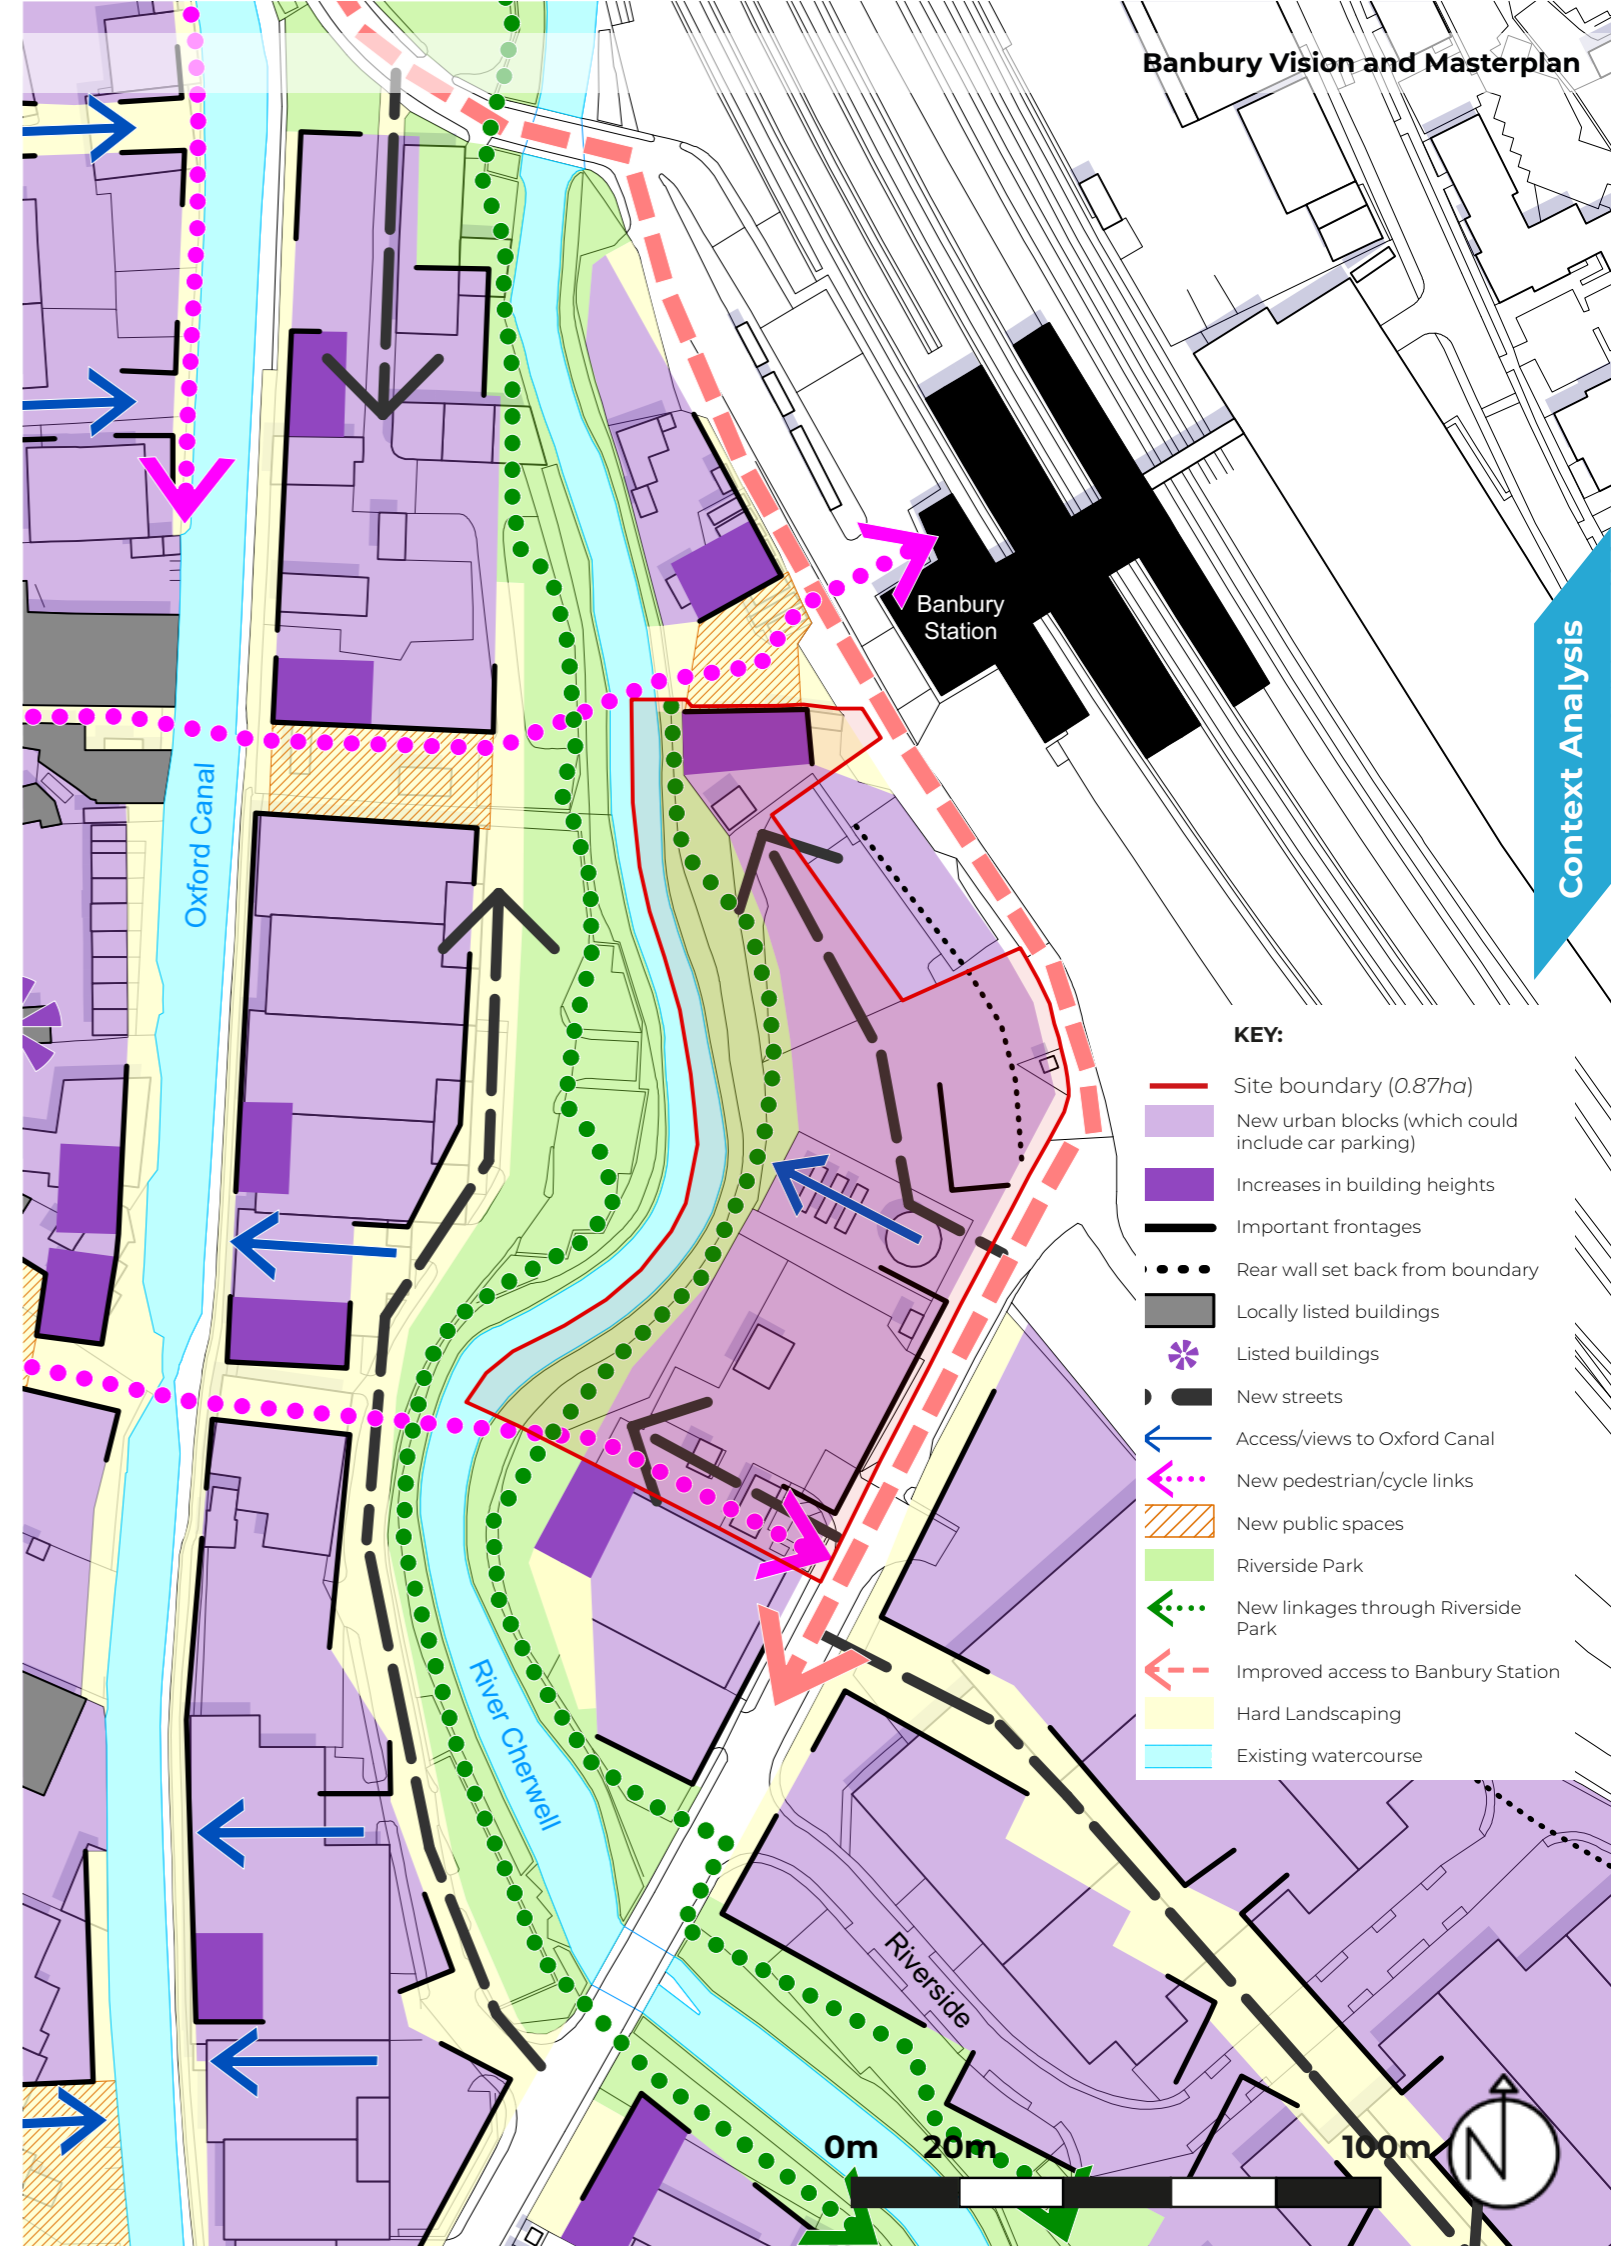 Banbury Vision and Masterplan
Banbury
Station
Context Analysis
Oxford Canal
KEY:
Site boundary (0.87ha)
New urban blocks (which could
include car parking)
Increases in building heights
Important frontages
Rear wall set back from boundary
Locally listed buildings
Listed buildings
New streets
Access/views to Oxford Canal
New pedestrian/cycle links
New public spaces
Riverside Park
New linkages through Riverside
Park
Improved access to Banbury Station
Hard Landscaping
Existing watercourse
River Cherwell
Riverside
0m 20m 100m
N